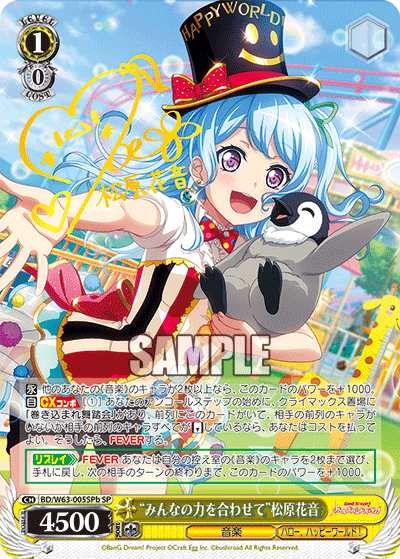 LEVEL
1
0
COST
HAPPY WORLD!
松原花音
SAMPLE
永 他のあなたの《音楽》のキャラが2枚以上なら、このカードのパワーを+1000。
自 CXコンボ [①] あなたのアンコールステップの始めに、クライマックス置場に
「巻き込まれ舞踏会」があり、前列にこのカードがいて、相手の前列のキャラが
いないか相手の前列のキャラすべてが
しているなら、あなたはコストを払ってよ
い。そうしたら、FEVERする。
リプレイ FEVER あなたは自分の控え室の《音楽》のキャラを2枚まで選び、
手札に戻し、次の相手のターンの終わりまで、このカードのパワーを+1000。
CH BD/W63-005SPb SP
4500
"みんなの力を合わせて"松原花音
音楽
ハロー、ハッピーワールド!
©BanG Dream! Project ©Craft Egg Inc. ©bushiroad All Rights Reserved.